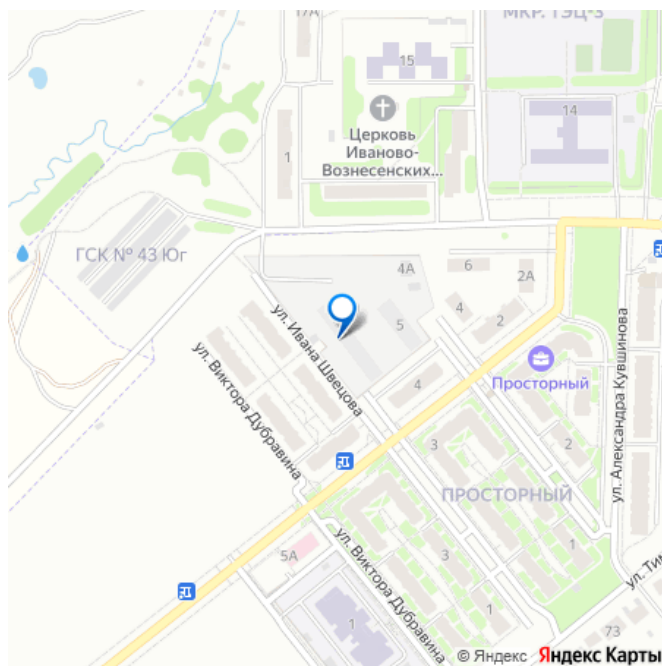 17А
МКР. ТЭЦ-3
15
14
Церковь
Иваново-
Вознесенских...
1
ГСК № 43 Юг
4А
6
2А
4
2
5
ул. Ивана Швецова
ул. Виктора Дубравина
Просторный
4
ул. Александра Кувшинова
3
2
ПРОСТОРНЫЙ
5А
ул. Виктора Дубравина
3
1
1
1
ул. Тим
73
© Яндекс Яндекс Карты